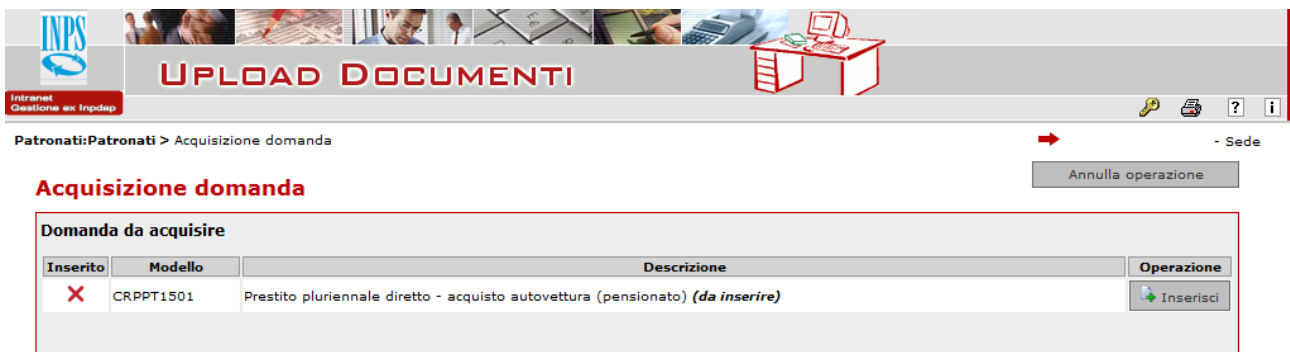 INPS
UPLOAD DOCUMENTI
Intranet
Gestione ex Inpdap
? i
Patronati:Patronati > Acquisizione domanda
- Sede
Annulla operazione
Acquisizione domanda
Domanda da acquisire
Inserito Modello Descrizione Operazione
CRPPT1501 Prestito pluriennale diretto - acquisto autovettura (pensionato) (da inserire) Inserisci